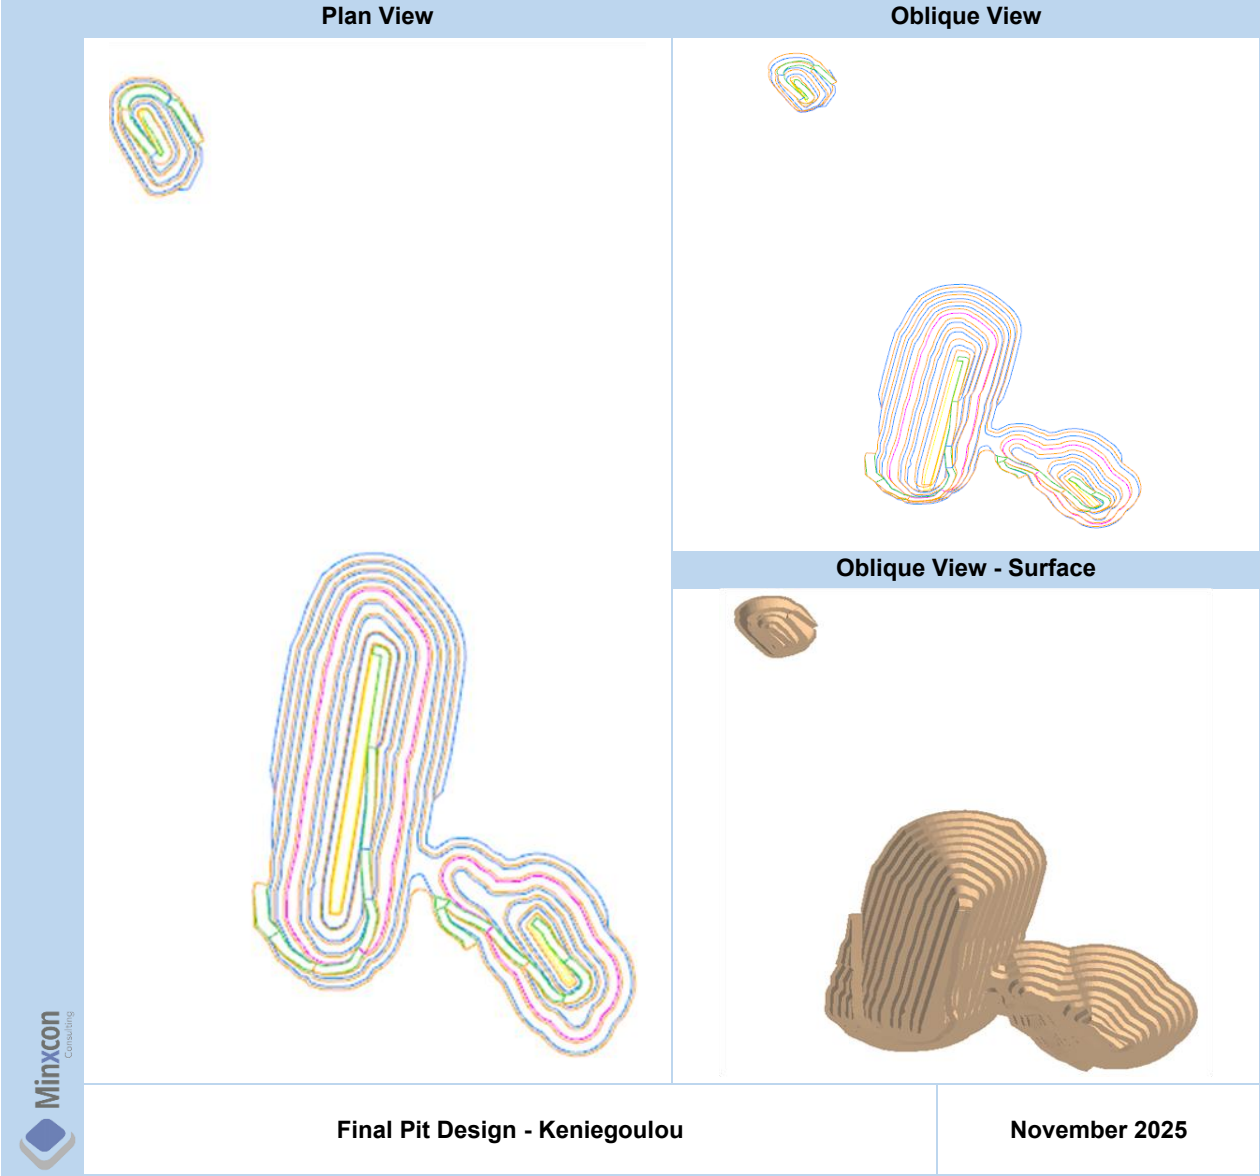 Plan View
Oblique View
Oblique View - Surface
Minxcon
Consulting
Final Pit Design - Keniegoulou
November 2025